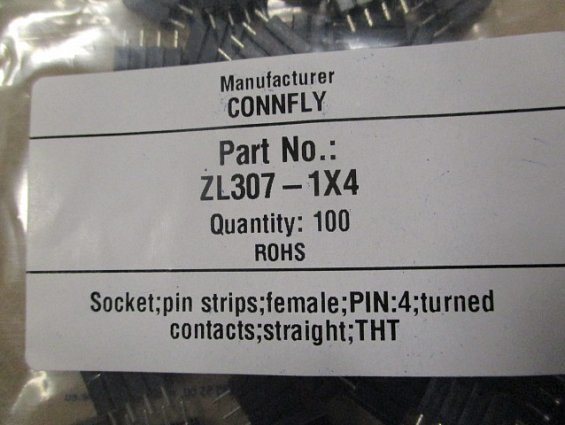 Manufacturer
CONNFLY
Part No.:
ZL307-1X4
Quantity: 100
ROHS
Socket;pin strips;female;PIN:4;turned
contacts;straight;THT